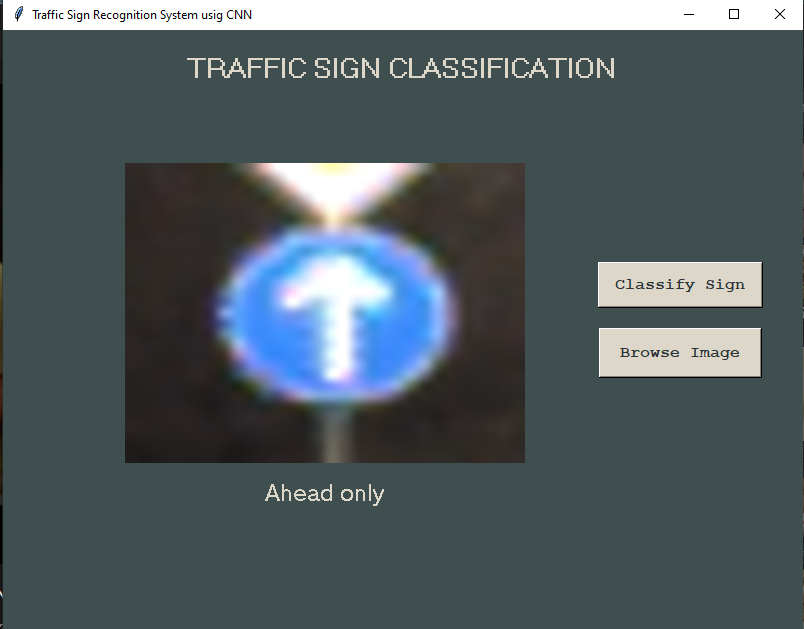 Traffic Sign Recognition System usig CNN
TRAFFIC SIGN CLASSIFICATION
Classify Sign
Browse Image
Ahead only